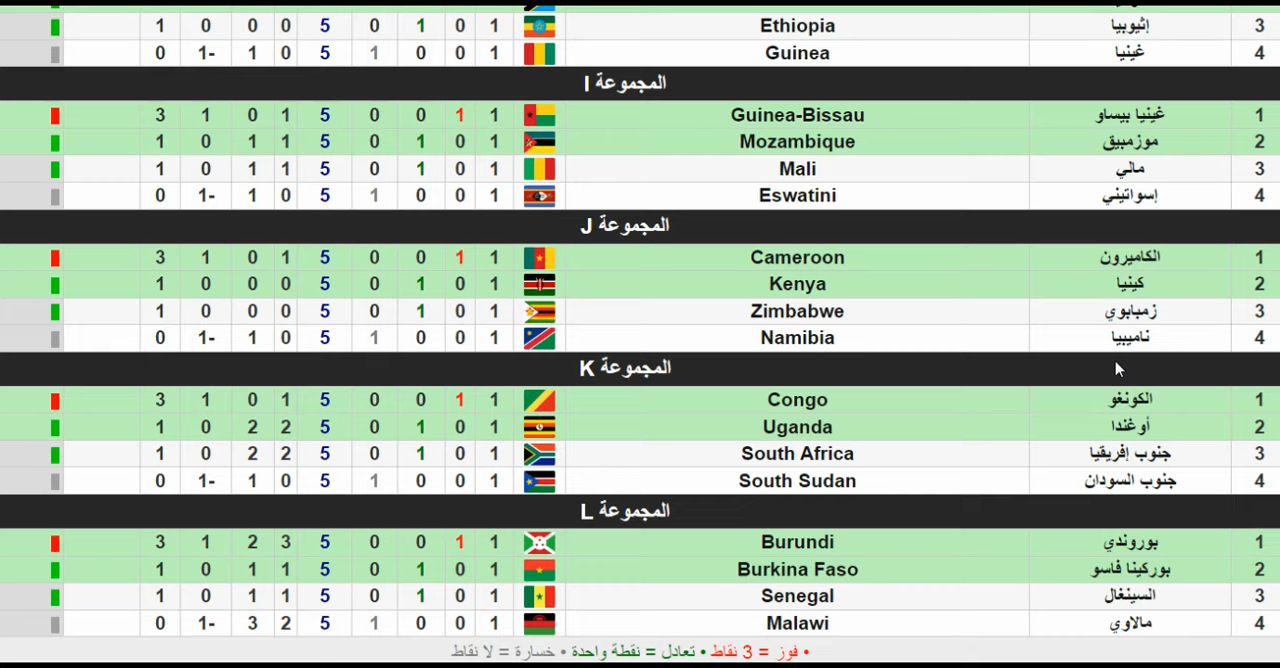 3 إثيوبيا Ethiopia 1 0 1 0 5 0 0 0 1
4 غينيا Guinea 1 0 0 1 5 0 1 1- 0
المجموعة I
1 غينيا بيساو Guinea-Bissau 1 1 0 0 5 1 0 1 3
2 موزمبيق Mozambique 1 0 1 0 5 1 1 0 1
3 مالي Mali 1 0 1 0 5 1 1 0 1
4 إسواتيني Eswatini 1 0 0 1 5 0 1 1- 0
المجموعة J
1 الكاميرون Cameroon 1 1 0 0 5 1 0 1 3
2 كينيا Kenya 1 0 1 0 5 0 0 0 1
3 زمبابوي Zimbabwe 1 0 1 0 5 0 0 0 1
4 ناميبيا Namibia 1 0 0 1 5 0 1 1- 0
المجموعة K
1 الكونغو Congo 1 1 0 0 5 1 0 1 3
2 أوغندا Uganda 1 0 1 0 5 2 2 0 1
3 جنوب إفريقيا South Africa 1 0 1 0 5 2 2 0 1
4 جنوب السودان South Sudan 1 0 0 1 5 0 1 1- 0
المجموعة L
1 بوروندي Burundi 1 1 0 0 5 3 2 1 3
2 بوركينا فاسو Burkina Faso 1 0 1 0 5 1 1 0 1
3 السينغال Senegal 1 0 1 0 5 1 1 0 1
4 مالاوي Malawi 1 0 0 1 5 2 3 1- 0
• فوز = 3 نقاط • تعادل = نقطة واحدة • خسارة = لا نقاط